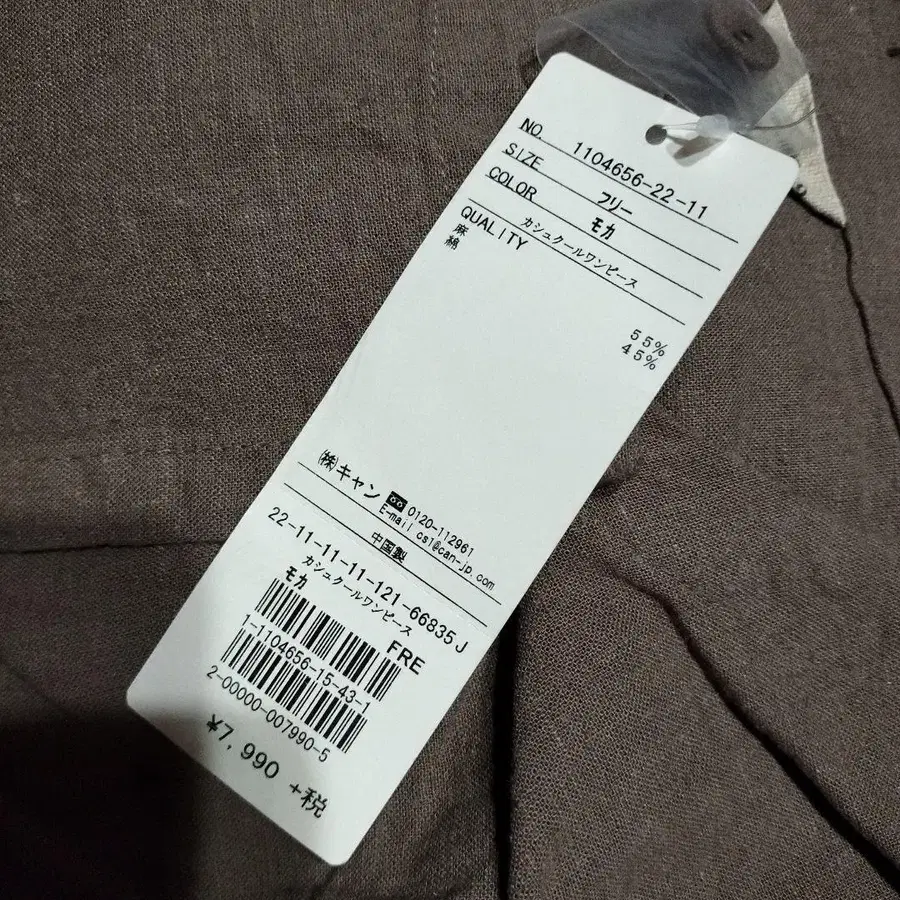 NO. 1104656-22-11
SIZE フリー
COLOR モカ
カシュクールワンピース
QUALITY
麻 55%
綿 45%
(株)キャン 0120-112961
E-mail cs1@can-jp.com
中国製
22-11-11-11-121-66835J
カシュクールワンピース
モカ
FRE
1-1104656-15-43-1
2-00000-007990-5
¥7,990 +税